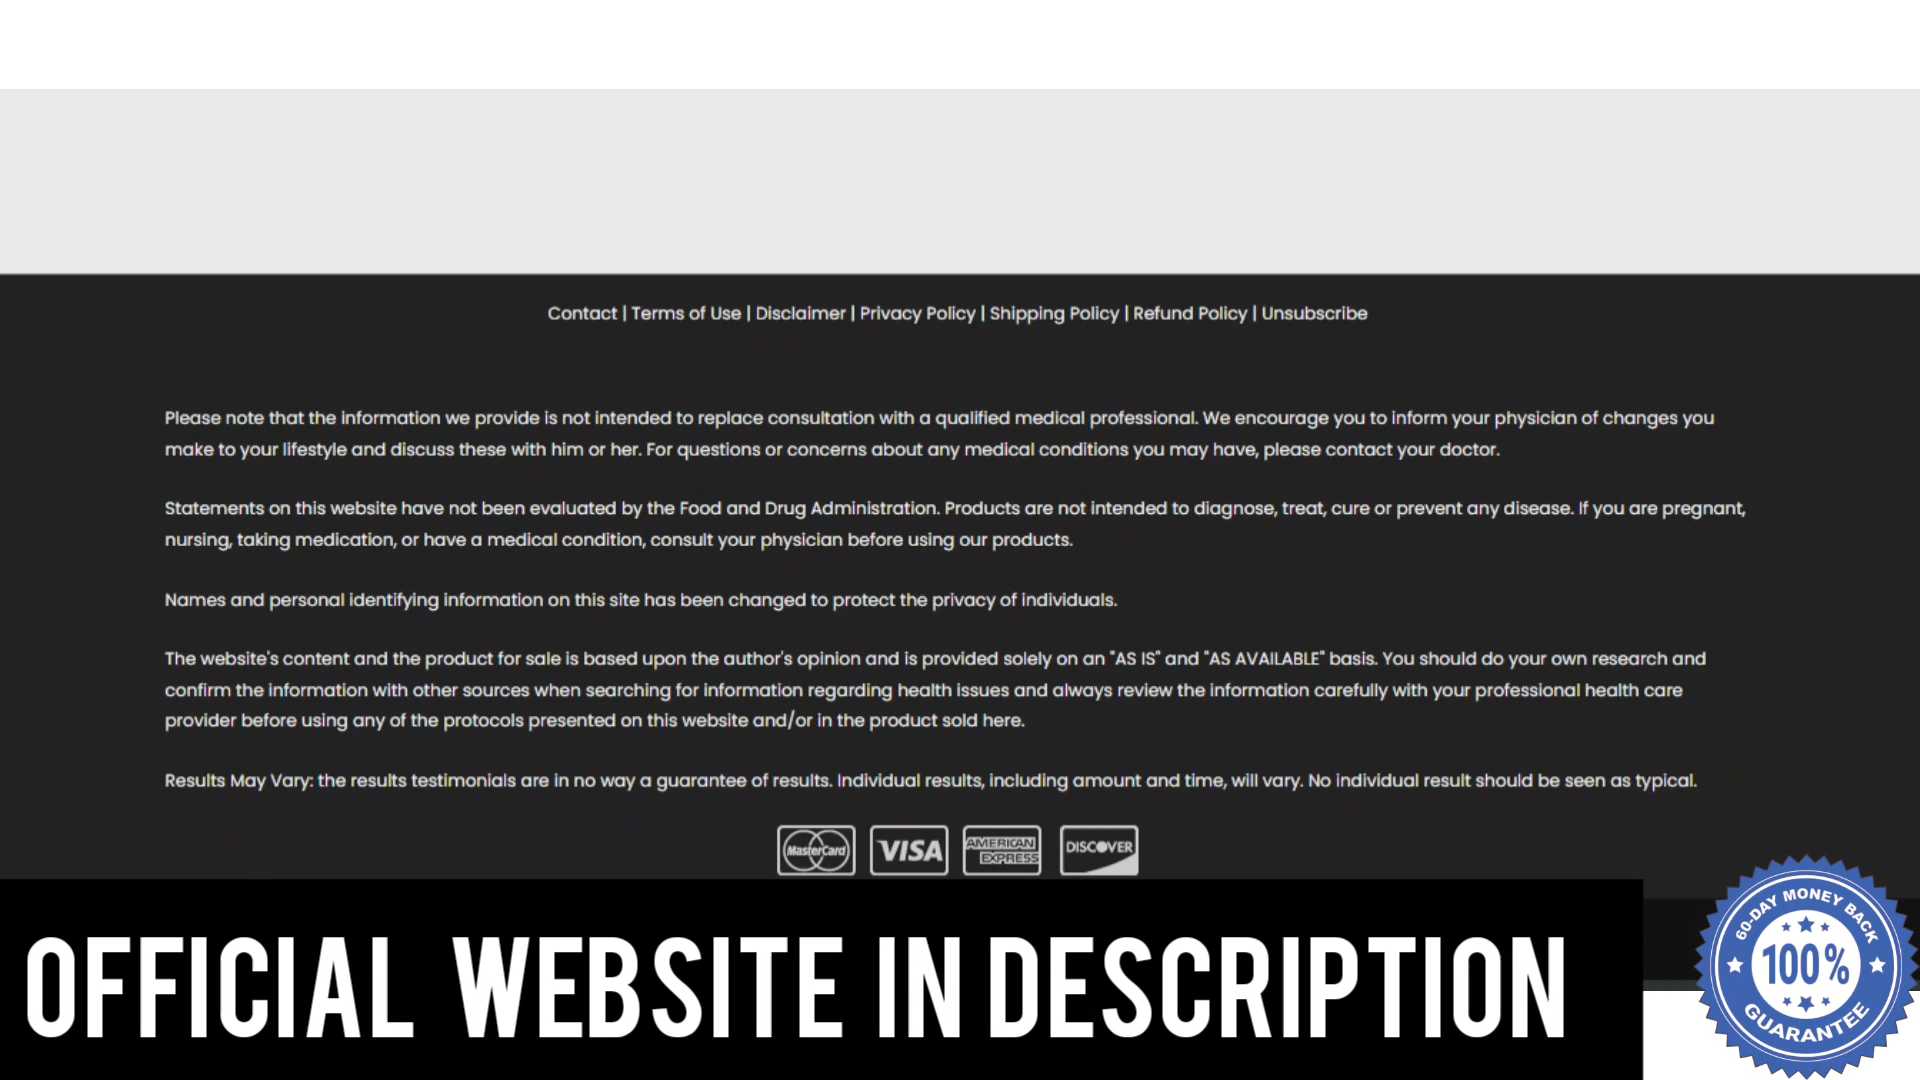 Contact | Terms of Use | Disclaimer | Privacy Policy | Shipping Policy | Refund Policy | Unsubscribe
Please note that the information we provide is not intended to replace consultation with a qualified medical professional. We encourage you to inform your physician of changes you
make to your lifestyle and discuss these with him or her. For questions or concerns about any medical conditions you may have, please contact your doctor.
Statements on this website have not been evaluated by the Food and Drug Administration. Products are not intended to diagnose, treat, cure or prevent any disease. If you are pregnant,
nursing, taking medication, or have a medical condition, consult your physician before using our products.
Names and personal identifying information on this site has been changed to protect the privacy of individuals.
The website's content and the product for sale is based upon the author's opinion and is provided solely on an "AS IS" and "AS AVAILABLE" basis. You should do your own research and
confirm the information with other sources when searching for information regarding health issues and always review the information carefully with your professional health care
provider before using any of the protocols presented on this website and/or in the product sold here.
Results May Vary: the results testimonials are in no way a guarantee of results. Individual results, including amount and time, will vary. No individual result should be seen as typical.
MasterCard VISA AMERICAN EXPRESS DISCOVER
OFFICIAL WEBSITE IN DESCRIPTION
60-DAY MONEY BACK
100%
GUARANTEE